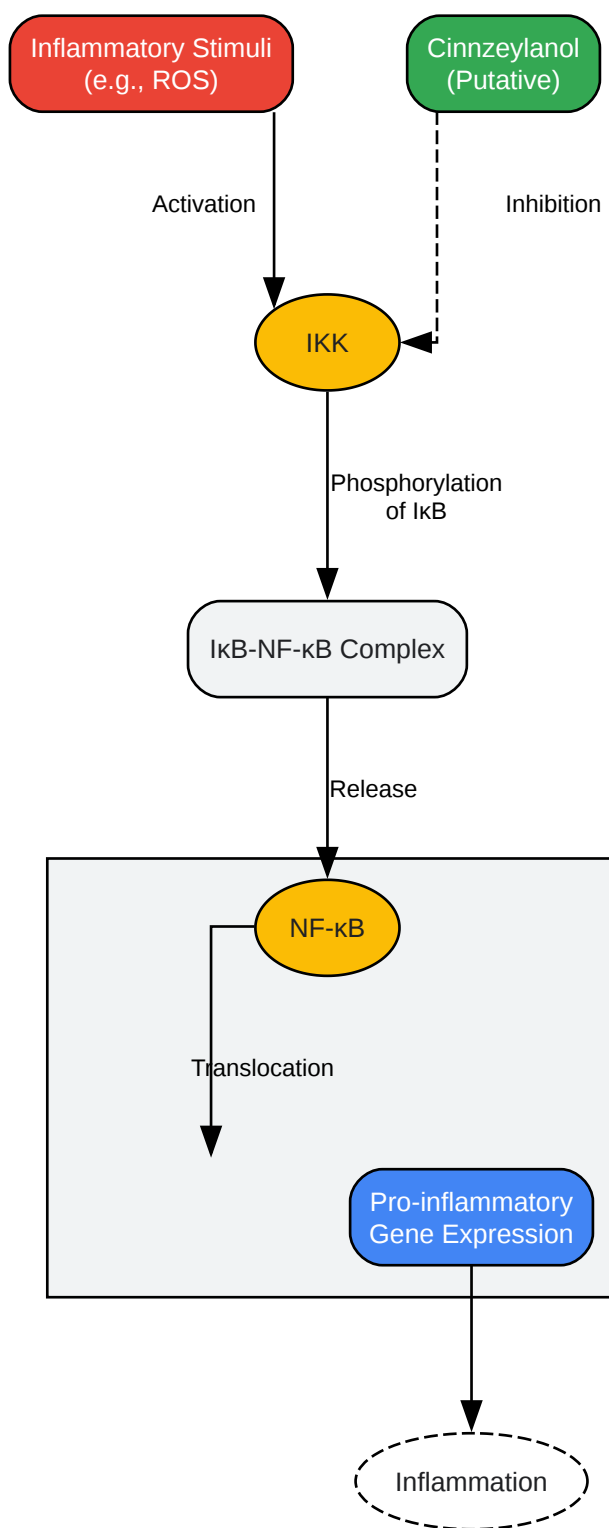 Inflammatory Stimuli
(e.g., ROS)
Cinnzeylanol
(Putative)
Activation
Inhibition
IKK
Phosphorylation
of IκB
IκB-NF-κB Complex
Release
NF-κB
Translocation
Pro-inflammatory
Gene Expression
Inflammation